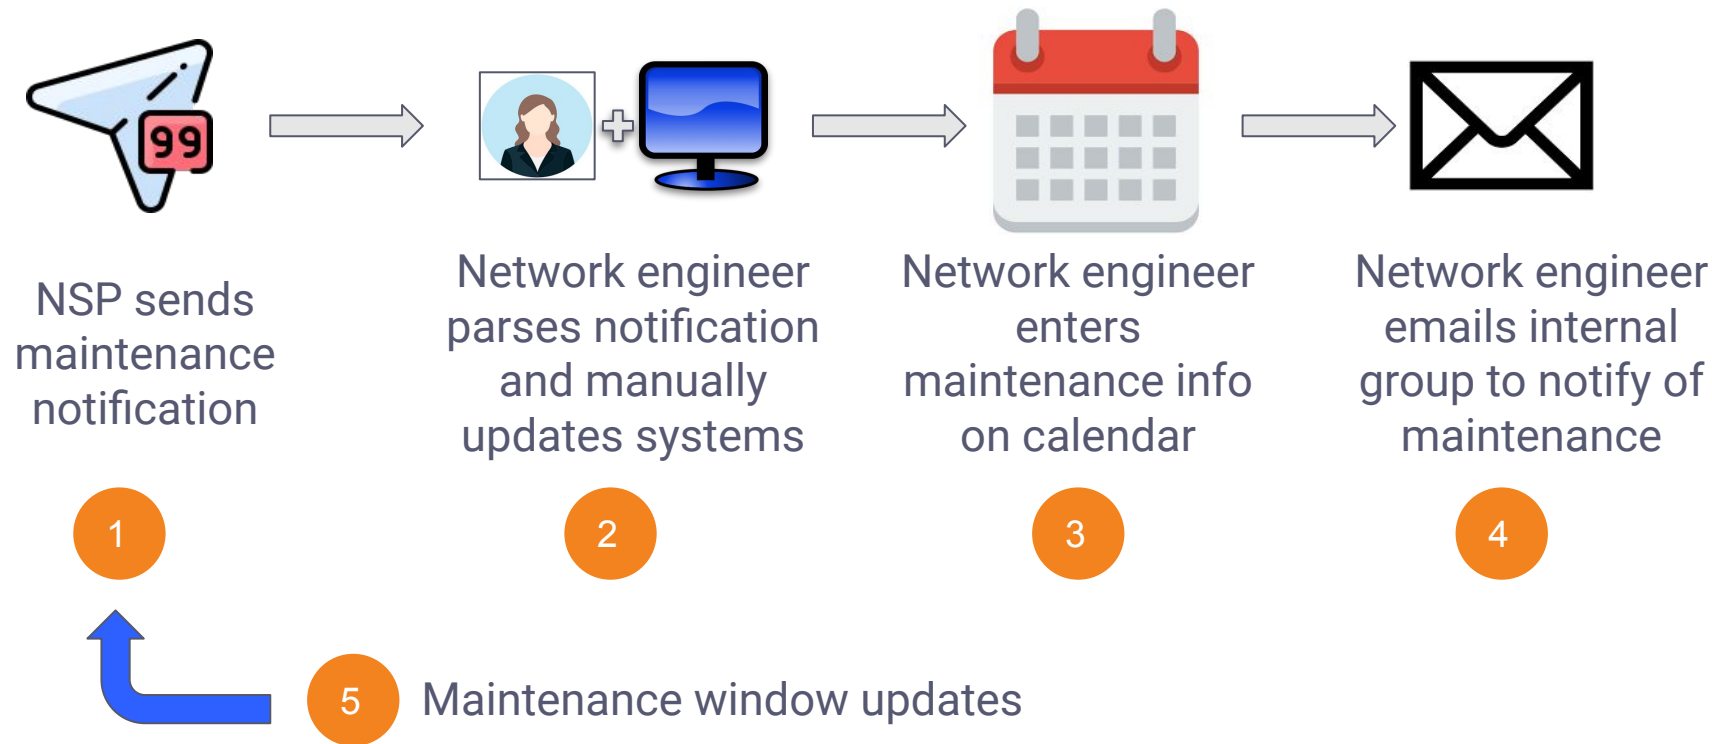 99
NSP sends
maintenance
notification
Network engineer
parses notification
and manually
updates systems
Network engineer
enters
maintenance info
on calendar
Network engineer
emails internal
group to notify of
maintenance
1
2
3
4
5 Maintenance window updates